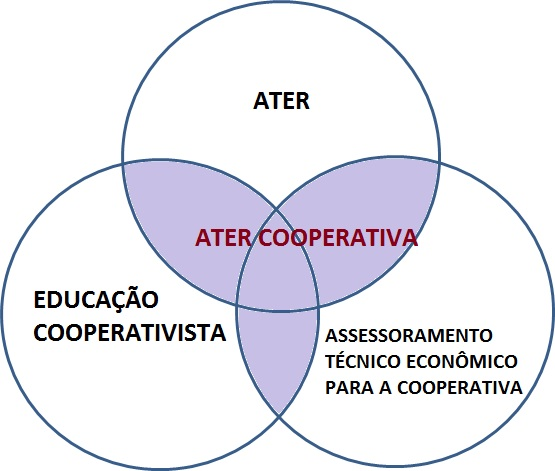 ATER
ATER COOPERATIVA
EDUCAÇÃO
COOPERATIVISTA
ASSESSORAMENTO
TÉCNICO ECONÔMICO
PARA A COOPERATIVA